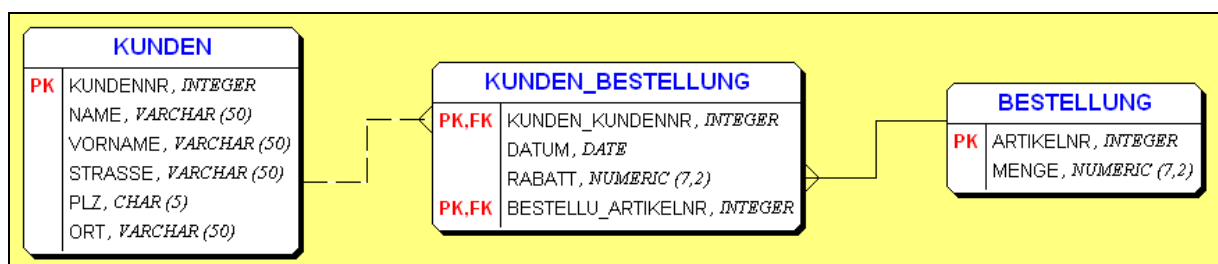 KUNDEN
PK KUNDENNR, INTEGER
NAME, VARCHAR (50)
VORNAME, VARCHAR (50)
STRASSE, VARCHAR (50)
PLZ, CHAR (5)
ORT, VARCHAR (50)
KUNDEN_BESTELLUNG
PK,FK KUNDEN_KUNDENNR, INTEGER
DATUM, DATE
RABATT, NUMERIC (7,2)
PK,FK BESTELLU_ARTIKELNR, INTEGER
BESTELLUNG
PK ARTIKELNR, INTEGER
MENGE, NUMERIC (7,2)